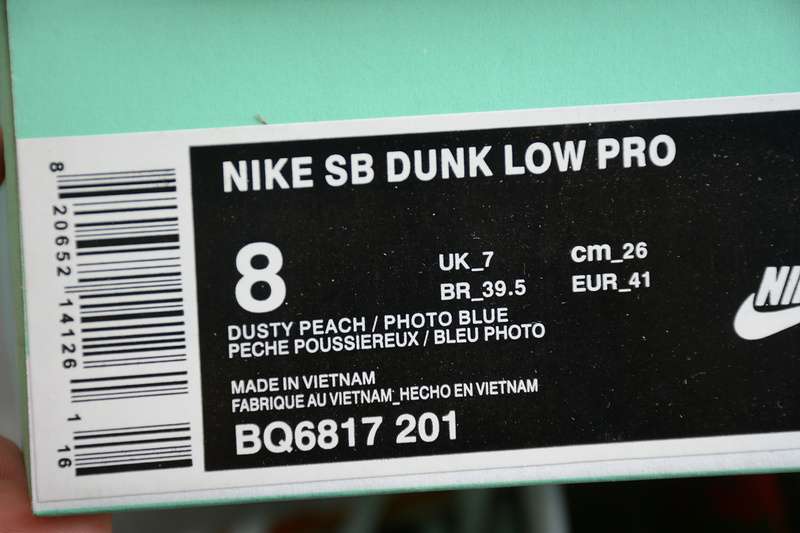 8 20652 14126 1 16
NIKE SB DUNK LOW PRO
8
UK_7
cm_26
BR_39.5
EUR_41
DUSTY PEACH / PHOTO BLUE
PECHE POUSSIEREUX / BLEU PHOTO
MADE IN VIETNAM
FABRIQUE AU VIETNAM_HECHO EN VIETNAM
BQ6817 201